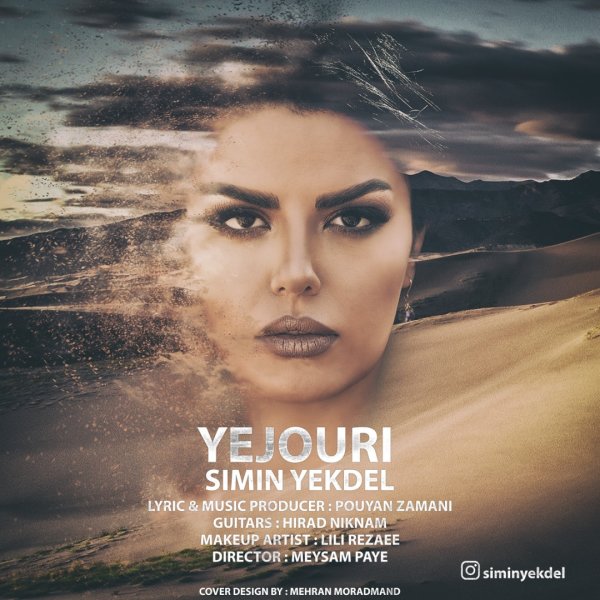 YEJOURI
SIMIN YEKDEL
LYRIC & MUSIC PRODUCER : POUYAN ZAMANI
GUITARS : HIRAD NIKNAM
MAKEUP ARTIST : LILI REZAEE
DIRECTOR : MEYSAM PAYE
siminyekdel
COVER DESIGN BY : MEHRAN MORADMAND